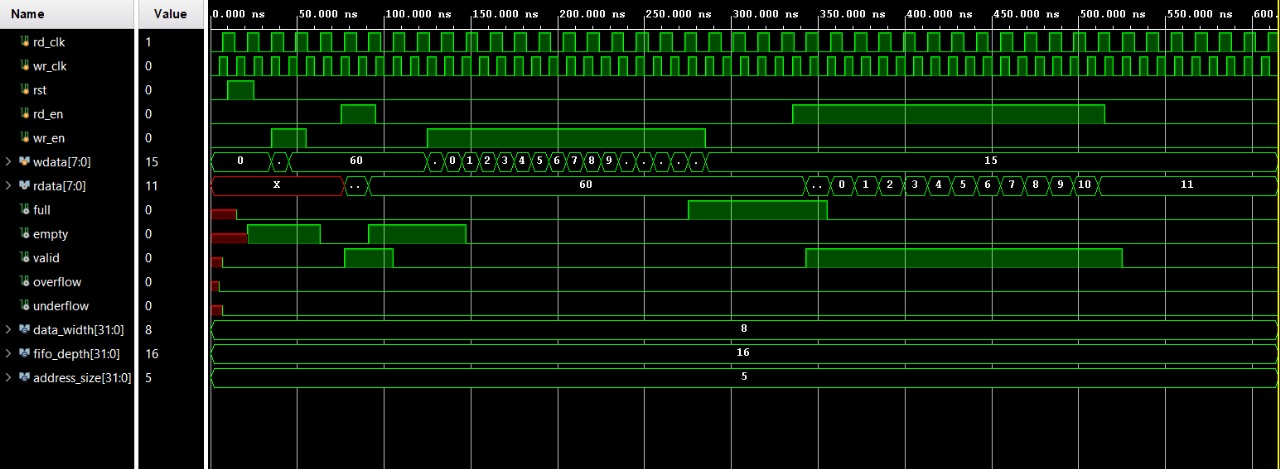 Name Value 0.000 ns 50.000 ns 100.000 ns 150.000 ns 200.000 ns 250.000 ns 300.000 ns 350.000 ns 400.000 ns 450.000 ns 500.000 ns 550.000 ns 600.
rd_clk 1
wr_clk 0
rst 0
rd_en 0
wr_en 0
wdata[7:0] 15 0 . 60 . 0 1 2 3 4 5 6 7 8 9 . . . . . 15
rdata[7:0] 11 X .. 60 .. 0 1 2 3 4 5 6 7 8 9 10 11
full 0
empty 0
valid 0
overflow 0
underflow 0
data_width[31:0] 8 8
fifo_depth[31:0] 16 16
address_size[31:0] 5 5